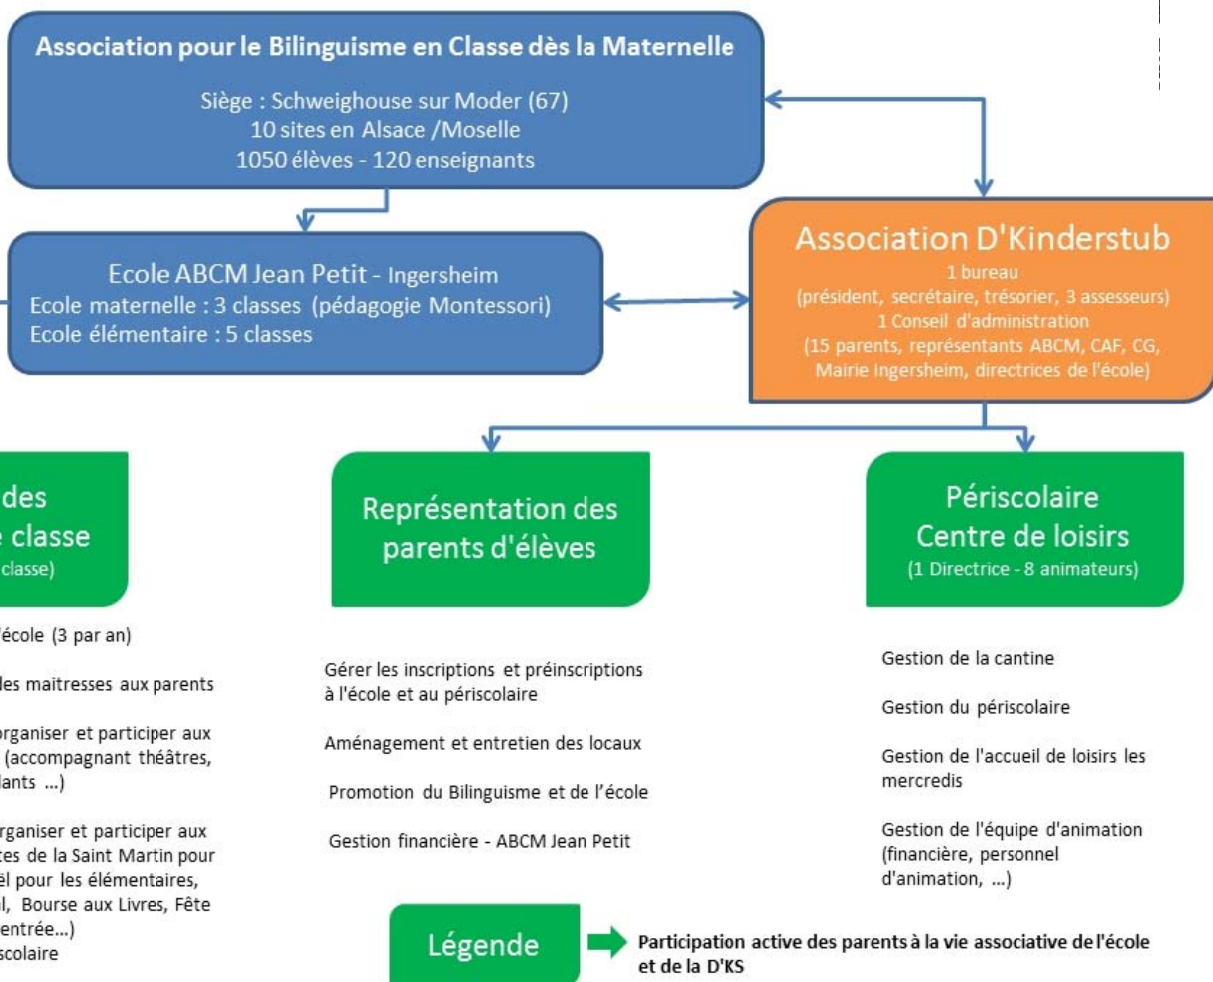 Association pour le Bilinguisme en Classe dès la Maternelle
Siège : Schweighouse sur Moder (67)
10 sites en Alsace /Moselle
1050 élèves - 120 enseignants
Ecole ABCM Jean Petit - Ingersheim
Ecole maternelle : 3 classes (pédagogie Montessori)
Ecole élémentaire : 5 classes
Association D'Kinderstub
1 bureau
(président, secrétaire, trésorier, 3 assesseurs)
1 Conseil d'administration
(15 parents, représentants ABCM, CAF, CG,
Mairie Ingersheim, directrices de l'école)
des
classe
classe)
école (3 par an)
des maitresses aux parents
organiser et participer aux
(accompagnant théâtres,
...)
organiser et participer aux
de la Saint Martin pour
pour les élémentaires,
Bourse aux Livres, Fête
Représentation des
parents d'élèves
Gérer les inscriptions et préinscriptions
à l'école et au périscolaire
Aménagement et entretien des locaux
Promotion du Bilinguisme et de l'école
Gestion financière - ABCM Jean Petit
Périscolaire
Centre de loisirs
(1 Directrice - 8 animateurs)
Gestion de la cantine
Gestion du périscolaire
Gestion de l'accueil de loisirs les
mercredis
Gestion de l'équipe d'animation
(financière, personnel
d'animation, ...)
Légende
Participation active des parents à la vie associative de l'école
et de la D'KS